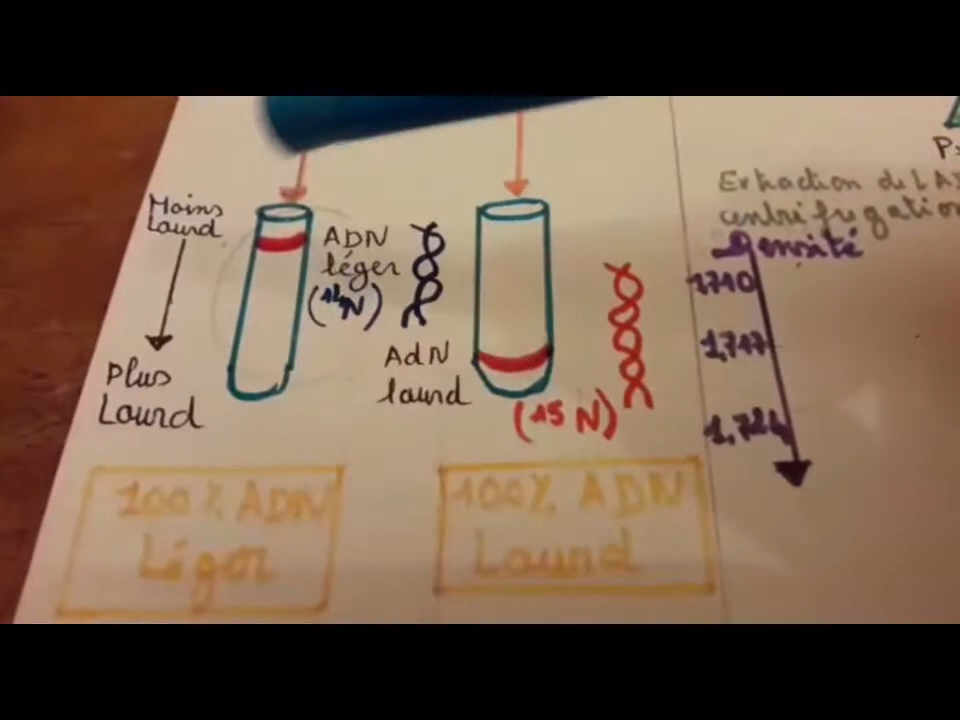 Moins
Lourd
Plus
Lourd
ADN
léger
(14N)
AdN
lourd
(15 N)
100% ADN
Léger
100% ADN
Lourd
Extraction de l'A
centrifugation
Densité
1,710
1,717
1,724